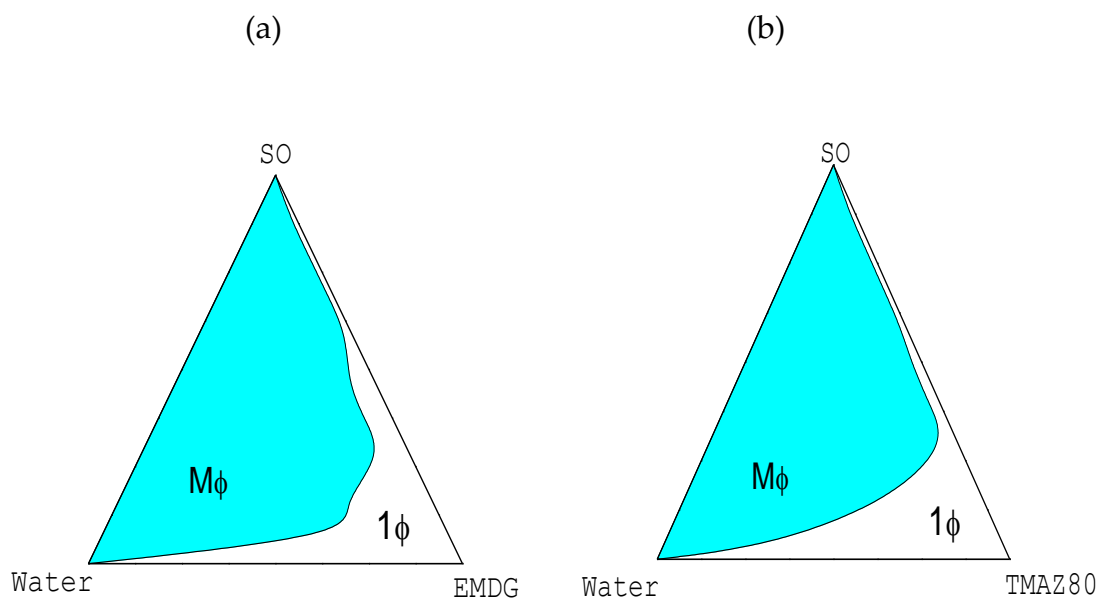 (a) (b)
SO SO
Mϕ Mϕ
1ϕ 1ϕ
Water EMDG Water TMAZ80